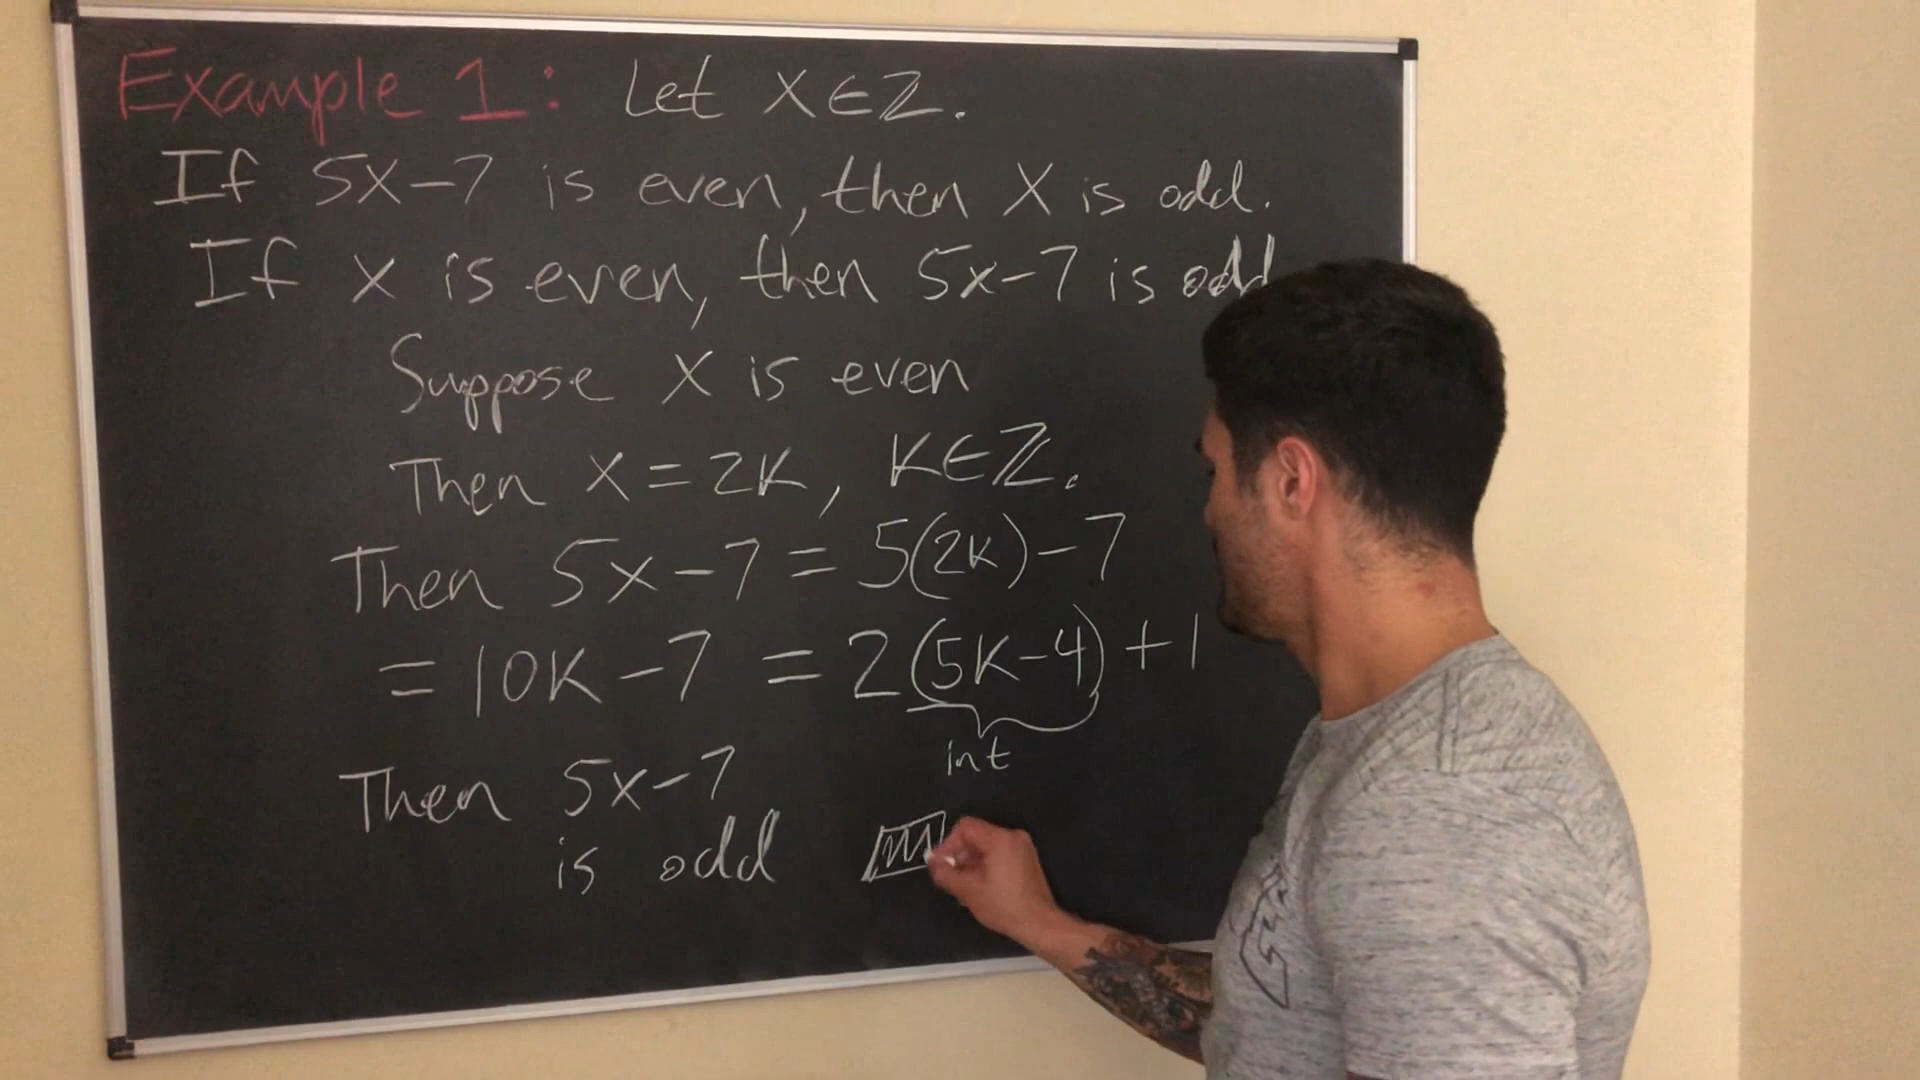 Example 1: Let X∈Z.
If 5X-7 is even, then X is odd.
If x is even, then 5x-7 is odd
Suppose X is even
Then x=2K, K∈Z.
Then 5x-7=5(2K)-7
=10K-7=2(5K-4)+1
int
Then 5x-7
is odd